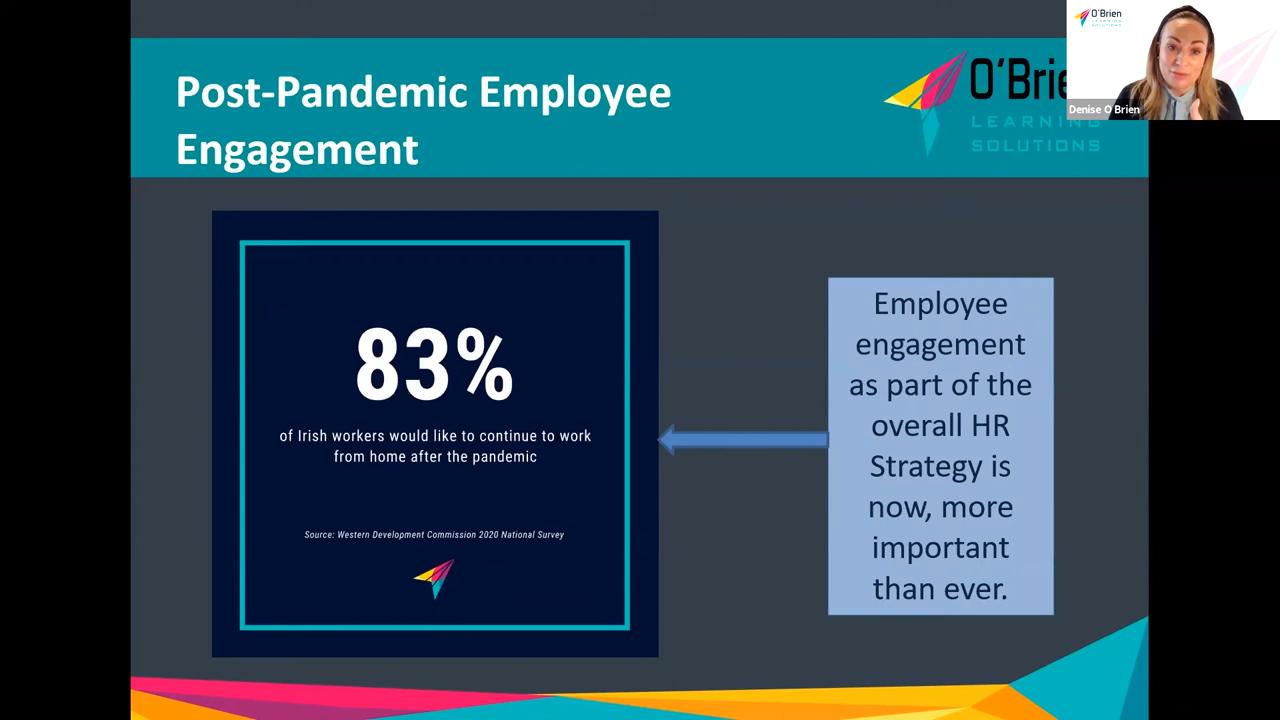 Post-Pandemic Employee
Engagement
O'Brie
LEARNING
SOLUTIONS
O'Brien
LEARNING
SOLUTIONS
Denise O Brien
83%
of Irish workers would like to continue to work
from home after the pandemic
Source: Western Development Commission 2020 National Survey
Employee
engagement
as part of the
overall HR
Strategy is
now, more
important
than ever.